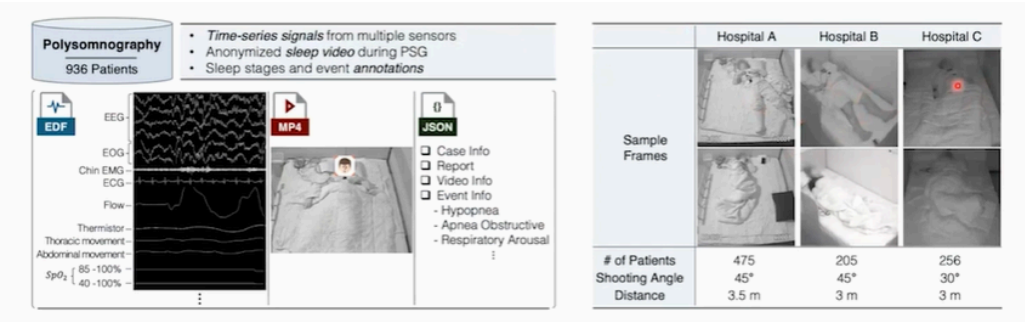 Polysomnography
936 Patients
• Time-series signals from multiple sensors
• Anonymized sleep video during PSG
• Sleep stages and event annotations
EDF
EEG
EOG
Chin EMG
ECG
Flow
Thermistor
Thoracic movement
Abdominal movement
SpO₂ { 85 -100%
40 -100%
⋮
MP4
{}
JSON
❑ Case Info
❑ Report
❑ Video Info
❑ Event Info
- Hypopnea
- Apnea Obstructive
- Respiratory Arousal
⋮
Hospital A Hospital B Hospital C
Sample
Frames
# of Patients 475 205 256
Shooting Angle 45° 45° 30°
Distance 3.5 m 3 m 3 m